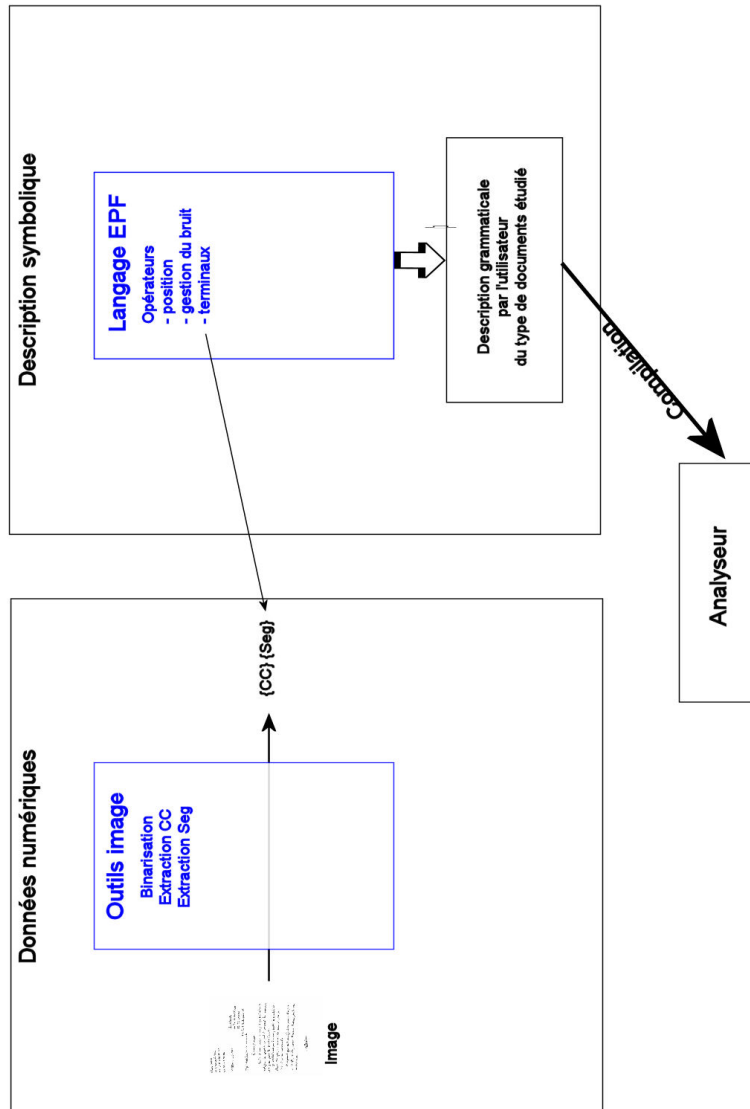 Données numériques
Outils image
Binarisation
Extraction CC
Extraction Seg
Image
{CC} {Seg}
Description symbolique
Langage EPF
Opérateurs
- position
- gestion du bruit
- terminaux
Description grammaticale
par l'utilisateur
du type de documents étudié
Compilation
Analyseur